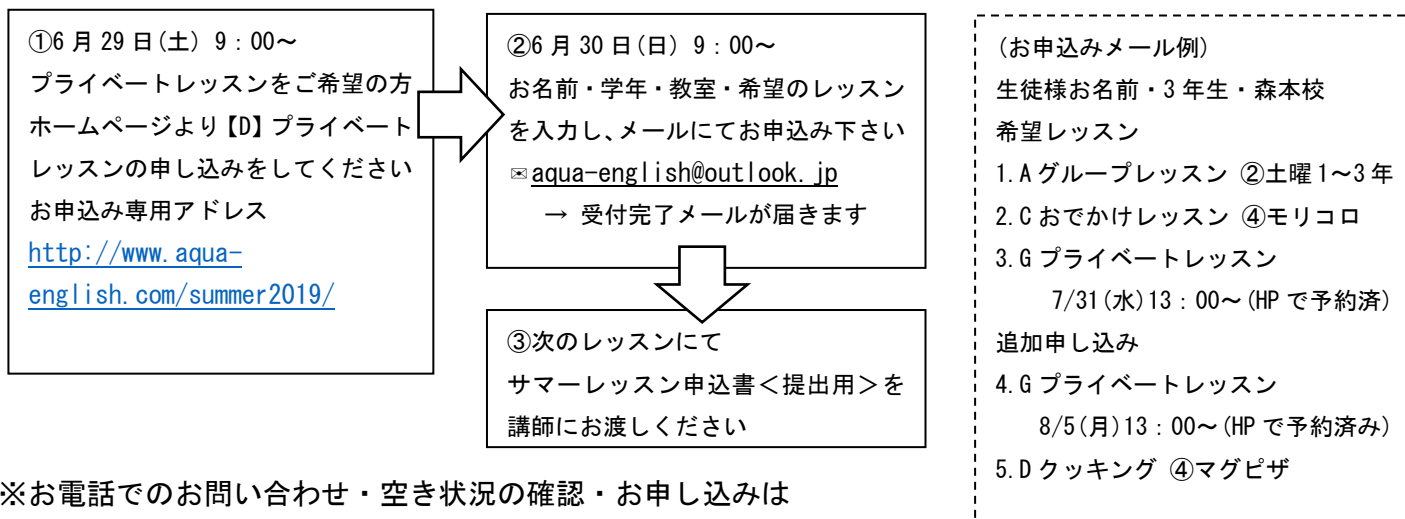 ①6月29日(土) 9：00～
プライベートレッスンをご希望の方
ホームページより【D】プライベート
レッスンの申し込みをしてください
お申込み専用アドレス
http://www.aqua-
english.com/summer2019/
②6月30日(日) 9：00～
お名前・学年・教室・希望のレッスン
を入力し、メールにてお申込み下さい
✉aqua-english@outlook.jp
→ 受付完了メールが届きます
③次のレッスンにて
サマーレッスン申込書＜提出用＞を
講師にお渡しください
(お申込みメール例)
生徒様お名前・3年生・森本校
希望レッスン
1.Aグループレッスン ②土曜1～3年
2.Cおでかけレッスン ④モリコロ
3.Gプライベートレッスン
7/31(水)13：00～(HPで予約済)
追加申し込み
4.Gプライベートレッスン
8/5(月)13：00～(HPで予約済み)
5.Dクッキング ④マグピザ
※お電話でのお問い合わせ・空き状況の確認・お申し込みは